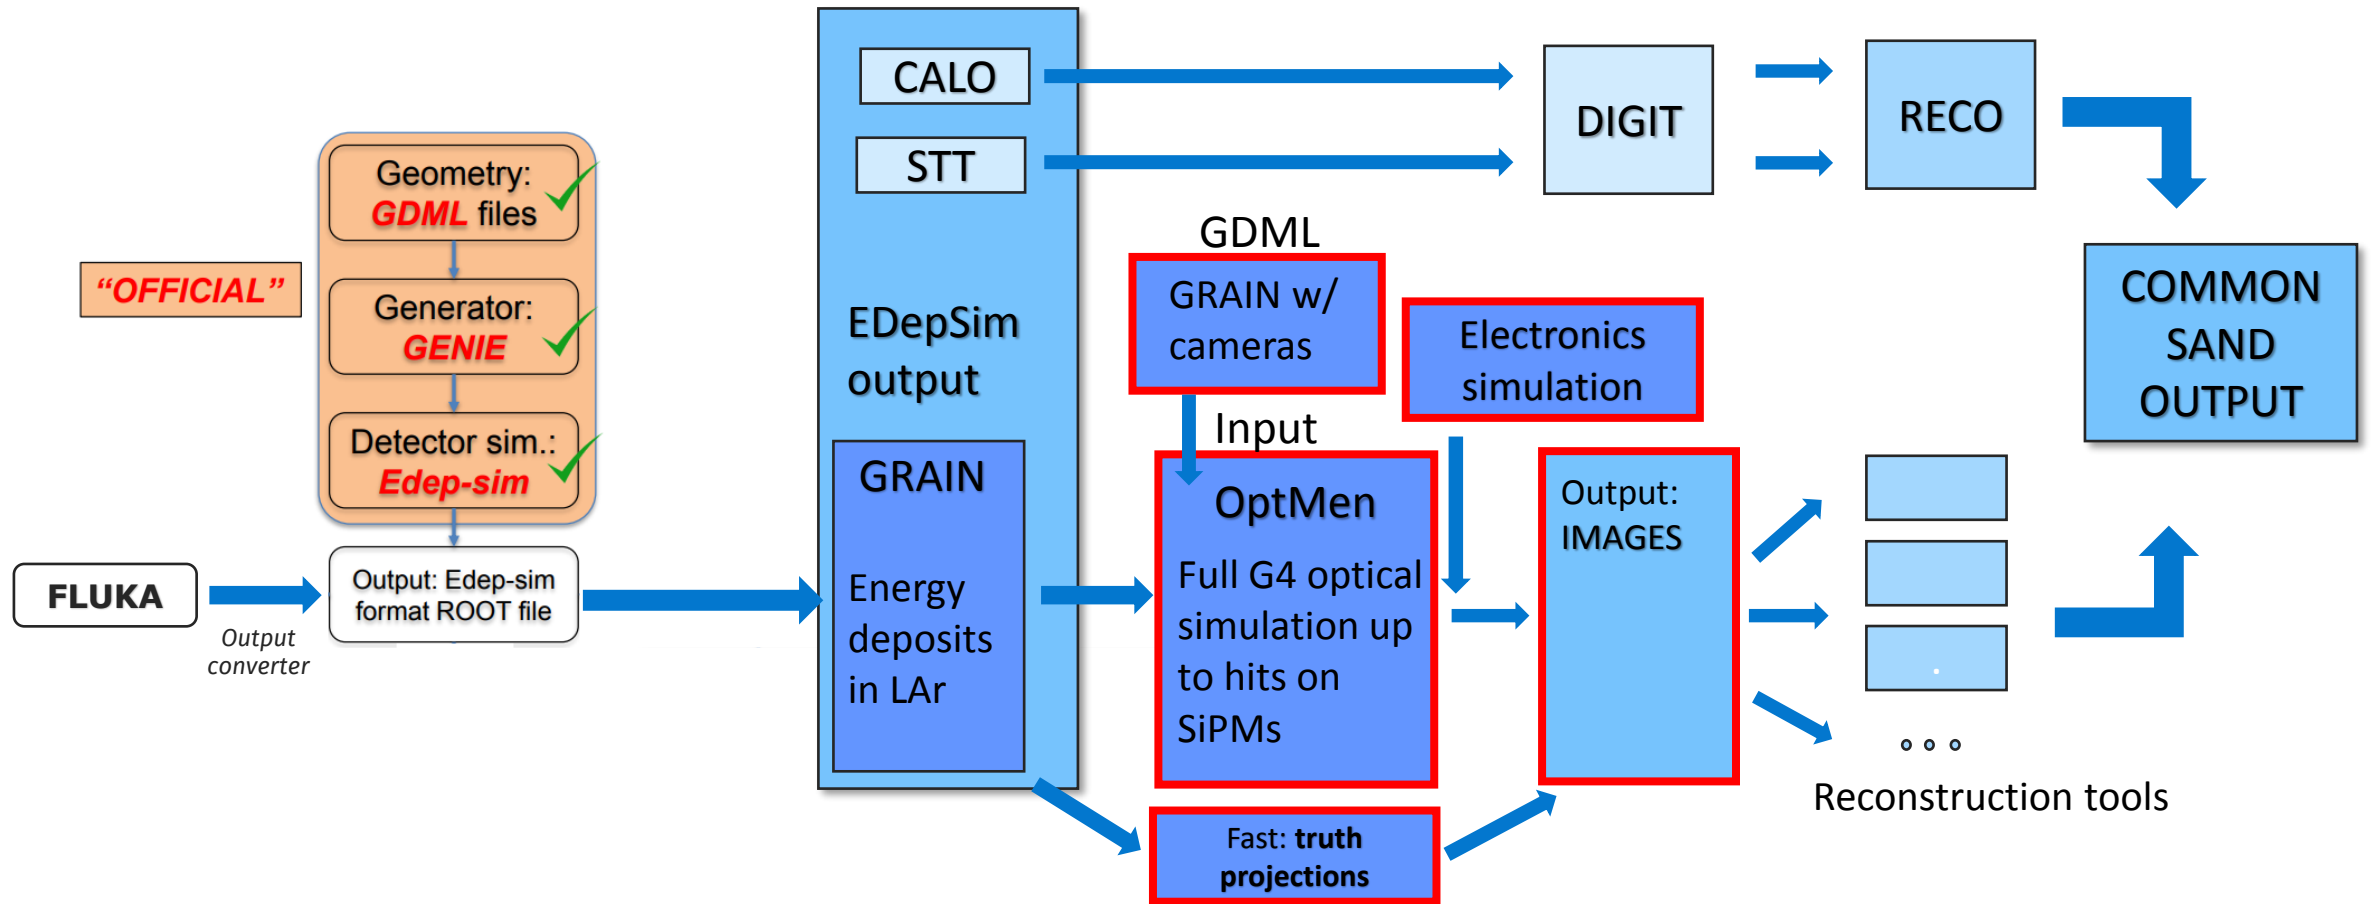 “OFFICIAL”
Geometry:
GDML files
Generator:
GENIE
Detector sim.:
Edep-sim
FLUKA
Output
converter
Output: Edep-sim
format ROOT file
CALO
STT
EDepSim
output
GRAIN
Energy
deposits
in LAr
GDML
GRAIN w/
cameras
Input
Electronics
simulation
OptMen
Full G4 optical
simulation up
to hits on
SiPMs
Fast: truth
projections
Output:
IMAGES
DIGIT
RECO
COMMON
SAND
OUTPUT
Reconstruction tools